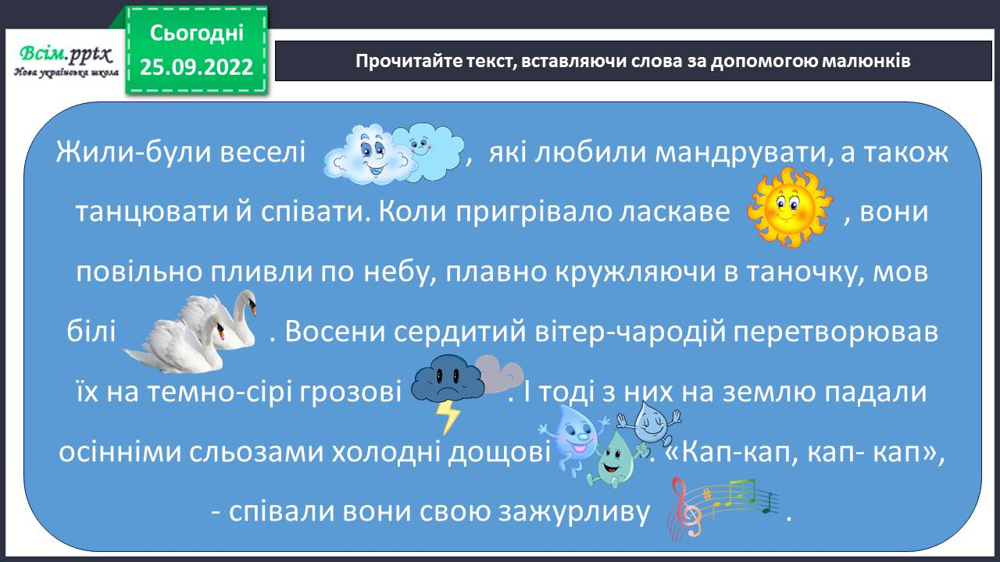 Сьогодні
25.09.2022
Всім.pptx
Нова українська школа
Прочитайте текст, вставляючи слова за допомогою малюнків
Жили-були веселі , які любили мандрувати, а також
танцювати й співати. Коли пригрівало ласкаве , вони
повільно пливли по небу, плавно кружляючи в таночку, мов
білі . Восени сердитий вітер-чародій перетворював
їх на темно-сірі грозові . І тоді з них на землю падали
осінніми сльозами холодні дощові . «Кап-кап, кап- кап»,
- співали вони свою зажурливу .